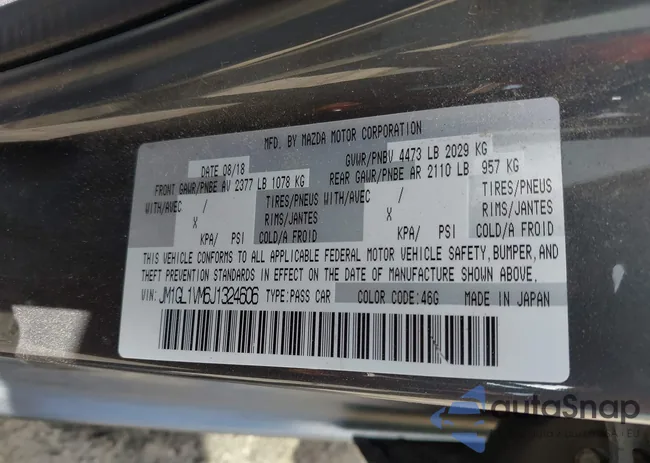 MFD. BY MAZDA MOTOR CORPORATION
DATE 08/18 GVWR/PNBV 4473 LB 2029 KG
FRONT GAWR/PNBE AV 2377 LB 1078 KG REAR GAWR/PNBE AR 2110 LB 957 KG
WITH/AVEC / TIRES/PNEUS WITH/AVEC / TIRES/PNEUS
X RIMS/JANTES X RIMS/JANTES
KPA/ PSI COLD/A FROID KPA/ PSI COLD/A FROID
THIS VEHICLE CONFORMS TO ALL APPLICABLE FEDERAL MOTOR VEHICLE SAFETY, BUMPER, AND
THEFT PREVENTION STANDARDS IN EFFECT ON THE DATE OF MANUFACTURE SHOWN ABOVE.
VIN: JM1GL1VM6J1324606 TYPE:PASS CAR COLOR CODE:46G MADE IN JAPAN
autoSnap